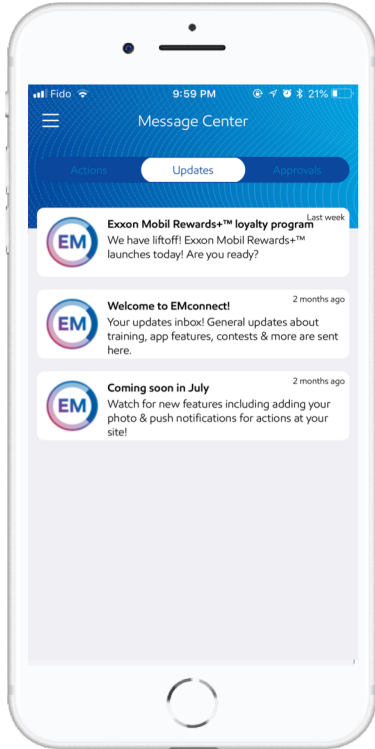 Fido 9:59 PM 21%
Message Center
Actions Updates Approvals
Last week
Exxon Mobil Rewards+™ loyalty program
EM
We have liftoff! Exxon Mobil Rewards+™
launches today! Are you ready?
2 months ago
Welcome to EMconnect!
EM
Your updates inbox! General updates about
training, app features, contests & more are sent
here.
2 months ago
Coming soon in July
EM
Watch for new features including adding your
photo & push notifications for actions at your
site!